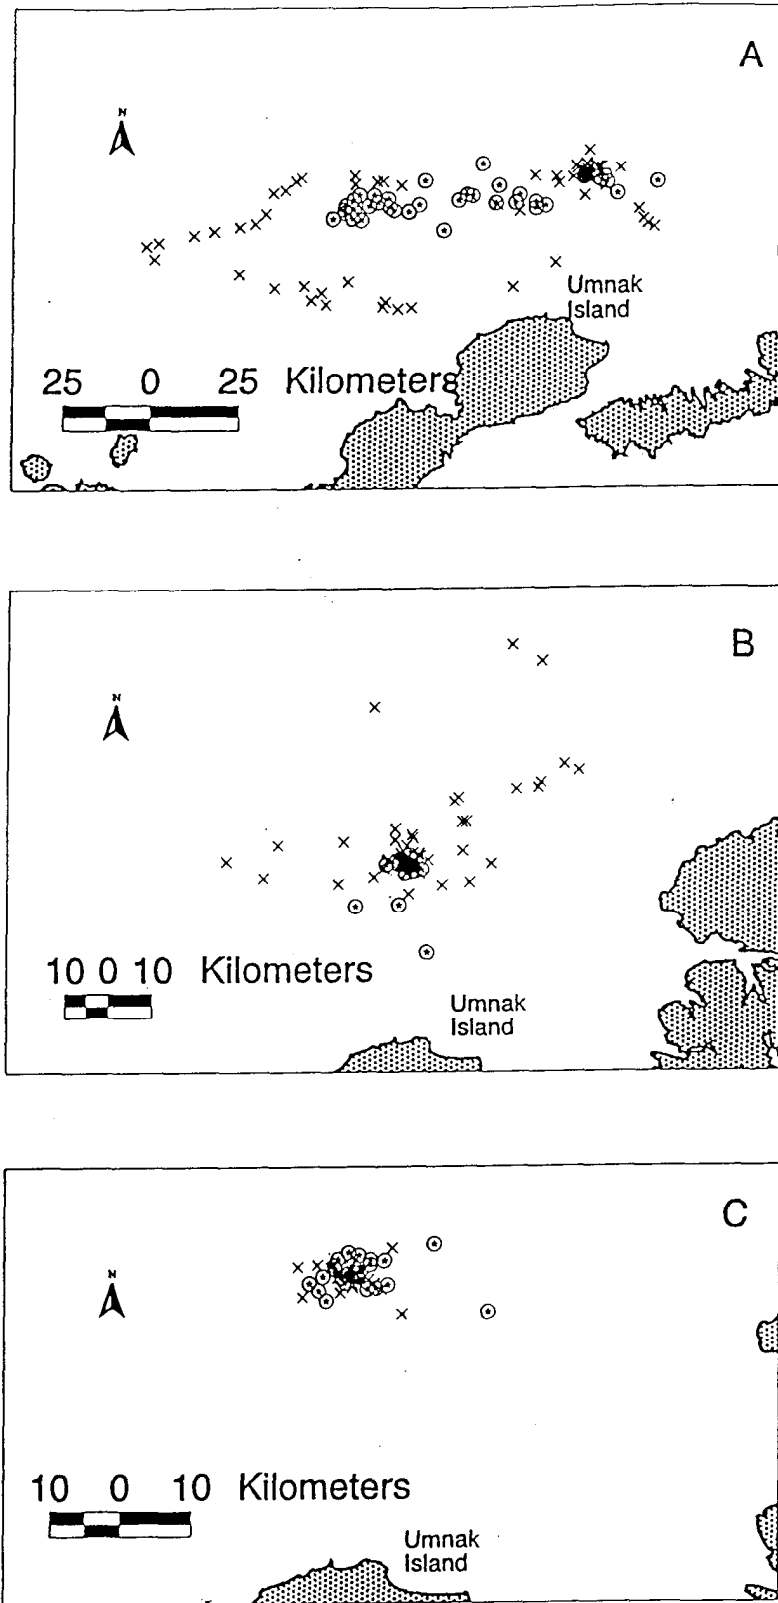 A
N
Umnak
Island
25 0 25 Kilometers
B
N
10 0 10 Kilometers
Umnak
Island
C
N
10 0 10 Kilometers
Umnak
Island